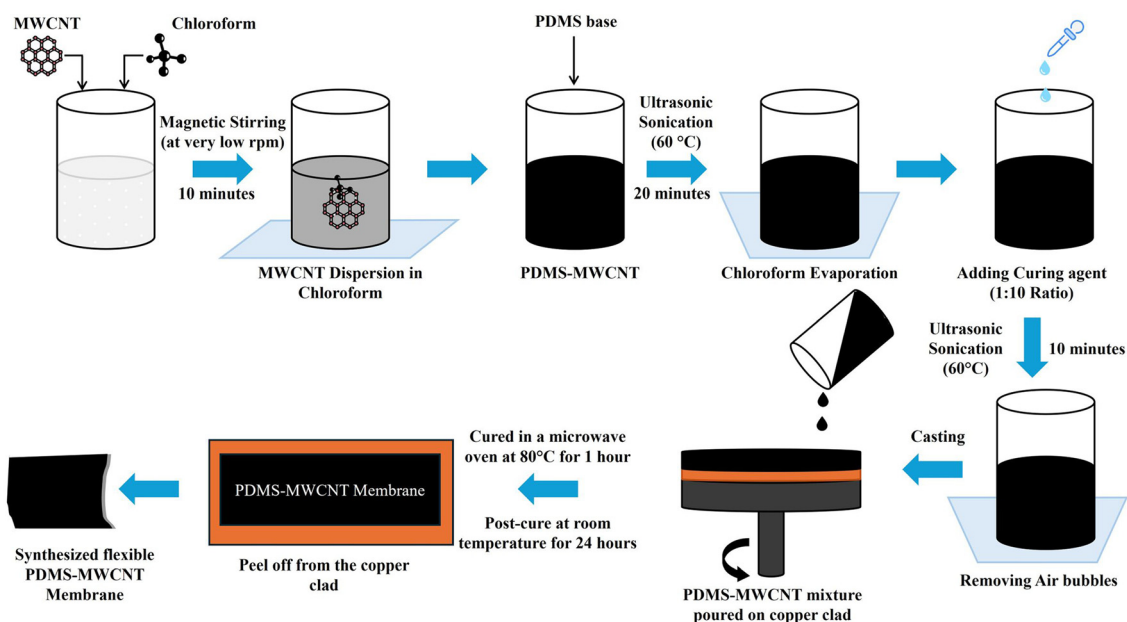 MWCNT
Chloroform
Magnetic Stirring
(at very low rpm)
10 minutes
MWCNT Dispersion in
Chloroform
PDMS base
PDMS-MWCNT
Ultrasonic
Sonication
(60 °C)
20 minutes
Chloroform Evaporation
Adding Curing agent
(1:10 Ratio)
Ultrasonic
Sonication
(60°C)
10 minutes
Removing Air bubbles
Casting
PDMS-MWCNT mixture
poured on copper clad
Cured in a microwave
oven at 80°C for 1 hour
Post-cure at room
temperature for 24 hours
PDMS-MWCNT Membrane
Peel off from the copper
clad
Synthesized flexible
PDMS-MWCNT
Membrane